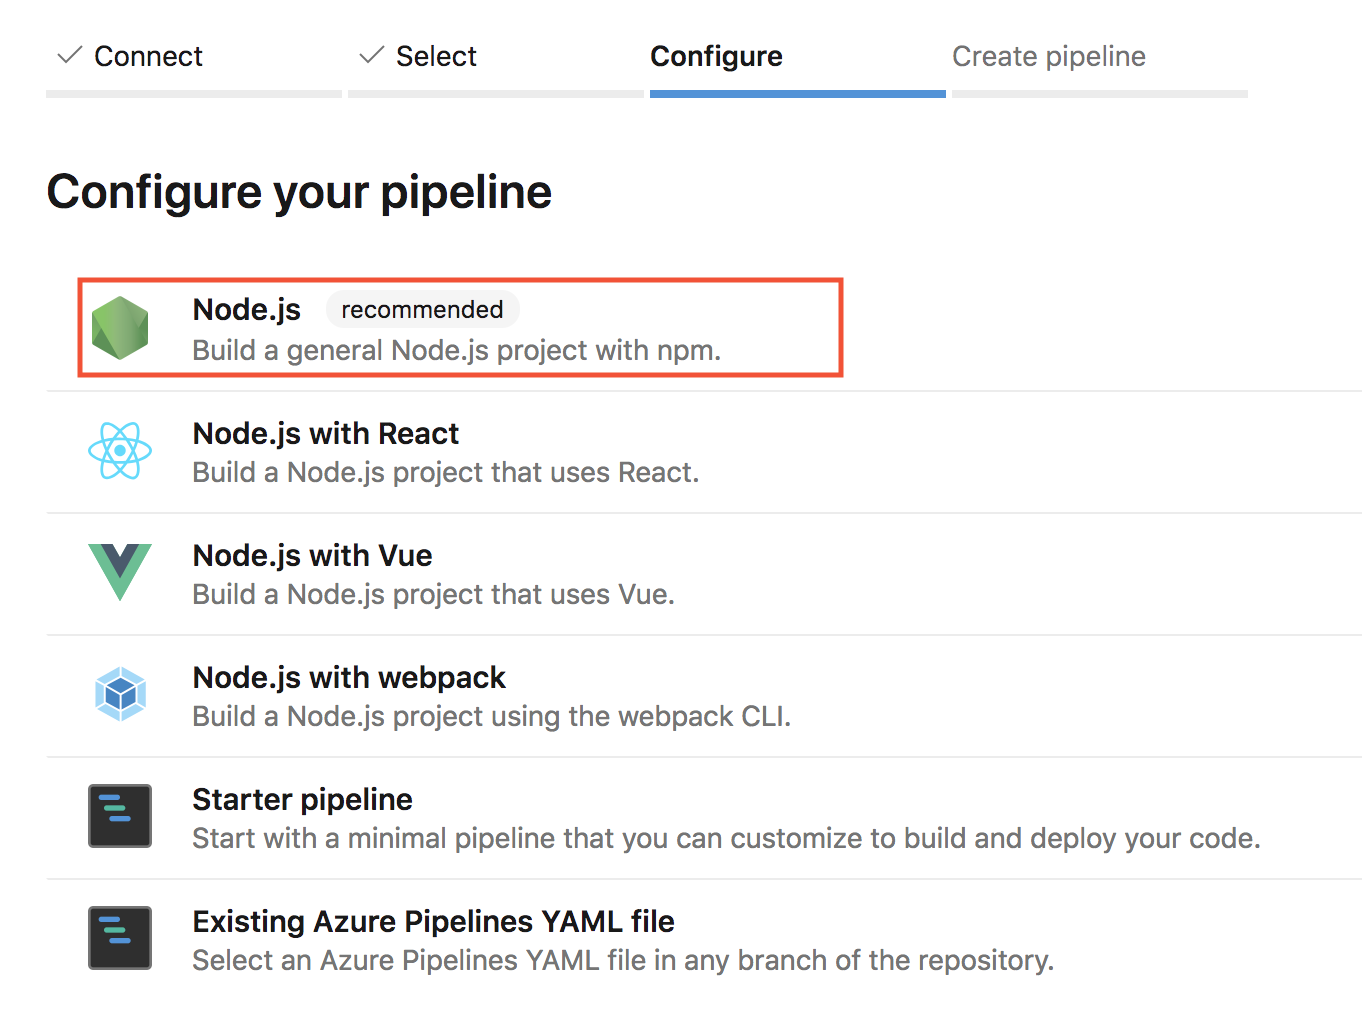 Connect
Select
Configure
Create pipeline
Configure your pipeline
Node.js recommended
Build a general Node.js project with npm.
Node.js with React
Build a Node.js project that uses React.
Node.js with Vue
Build a Node.js project that uses Vue.
Node.js with webpack
Build a Node.js project using the webpack CLI.
Starter pipeline
Start with a minimal pipeline that you can customize to build and deploy your code.
Existing Azure Pipelines YAML file
Select an Azure Pipelines YAML file in any branch of the repository.